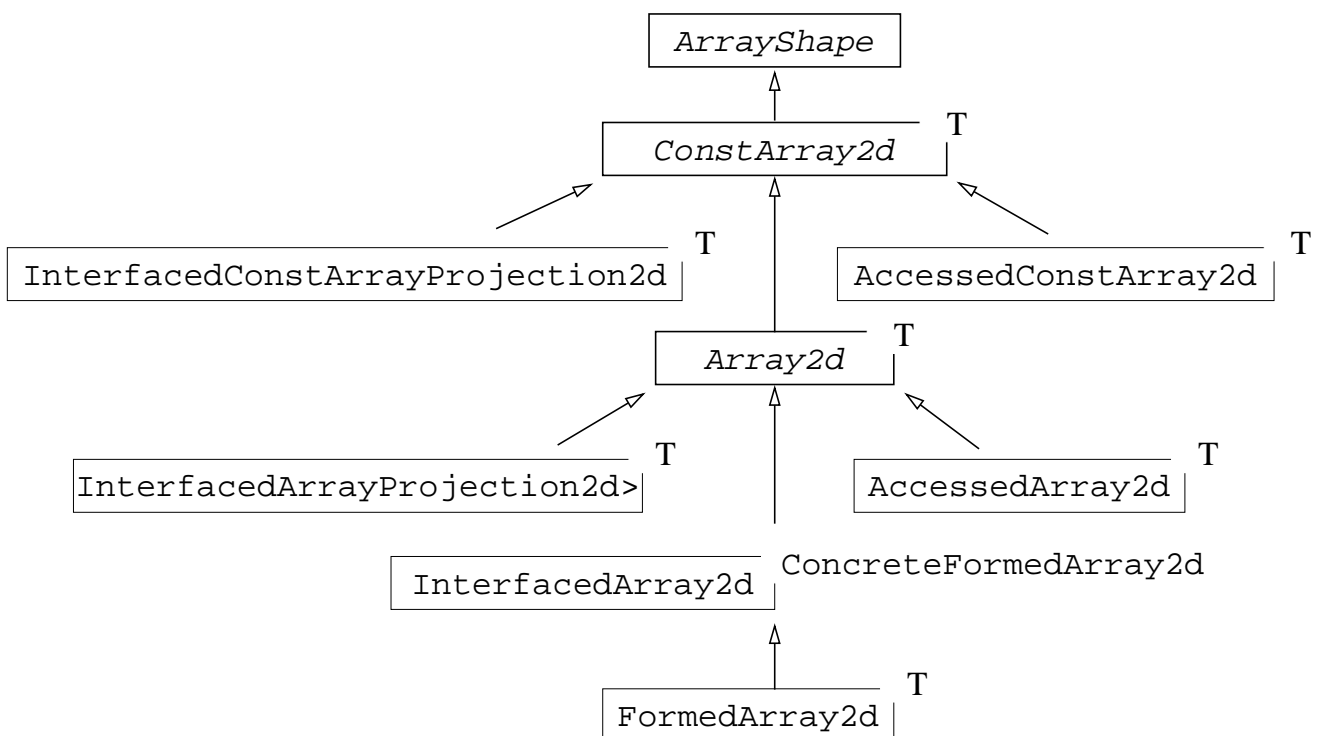 ArrayShape
T
ConstArray2d
T
InterfacedConstArrayProjection2d
T
AccessedConstArray2d
T
Array2d
T
InterfacedArrayProjection2d>
T
AccessedArray2d
ConcreteFormedArray2d
InterfacedArray2d
T
FormedArray2d